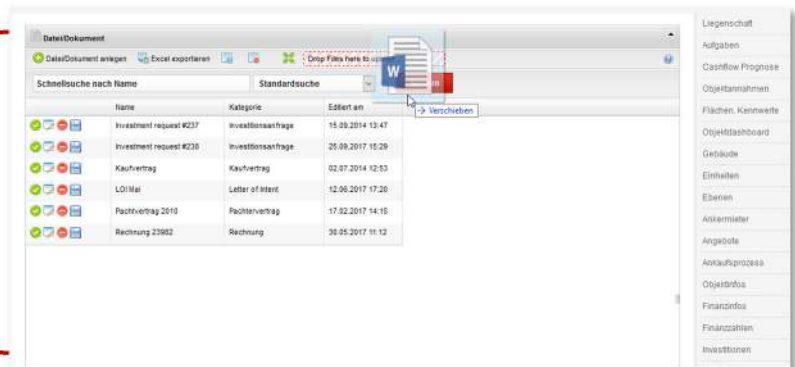 Datei/Dokument
Datei/Dokument anlegen Excel exportieren Drop Files here to
Schnellsuche nach Name Standardsuche
W
Verschieben
Name Kategorie Editiert am
Investment request #237 Investitionsanfrage 15.09.2014 13:47
Investment request #238 Investitionsanfrage 25.09.2017 15:29
Kaufvertrag Kaufvertrag 02.07.2014 12:53
LOI Mai Letter of Intent 12.06.2017 17:20
Pachtvertrag 2010 Pachtervertrag 17.02.2017 14:15
Rechnung 23982 Rechnung 30.05.2017 11:12
Liegenschaft
Aufgaben
Cashflow Prognose
Objektannahmen
Flächen, Kennwerte
Objektdashboard
Gebäude
Einheiten
Ebenen
Ankermieter
Angebote
Ankaufsprozess
Objektinfos
Finanzinfos
Finanzzahlen
Investitionen